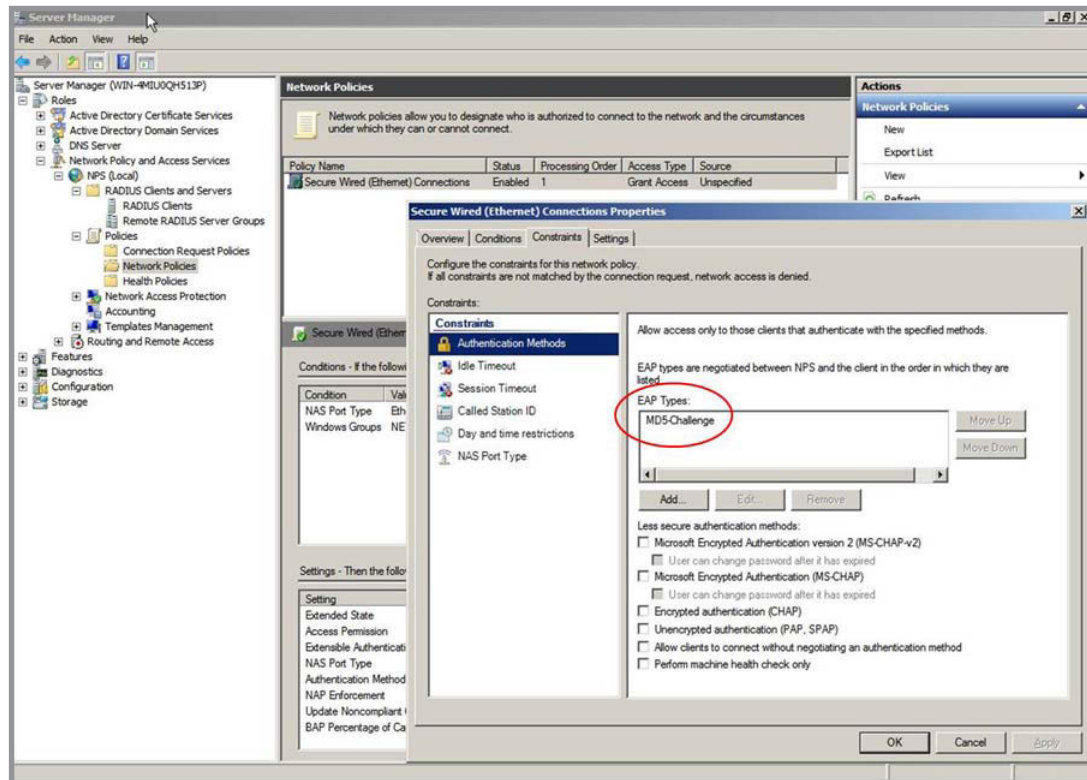 Server Manager
File Action View Help
Server Manager (WIN-4MIU0QH513P)
Roles
Active Directory Certificate Services
Active Directory Domain Services
DNS Server
Network Policy and Access Services
NPS (Local)
RADIUS Clients and Servers
RADIUS Clients
Remote RADIUS Server Groups
Policies
Connection Request Policies
Network Policies
Health Policies
Network Access Protection
Accounting
Templates Management
Routing and Remote Access
Features
Diagnostics
Configuration
Storage
Network Policies
Network policies allow you to designate who is authorized to connect to the network and the circumstances
under which they can or cannot connect.
Policy Name Status Processing Order Access Type Source
Secure Wired (Ethernet) Connections Enabled 1 Grant Access Unspecified
Secure Wired (Ether
Conditions - If the followi
Condition Valu
NAS Port Type Eth
Windows Groups NE
Settings - Then the follow
Setting
Extended State
Access Permission
Extensible Authenticati
NAS Port Type
Authentication Method
NAP Enforcement
Update Noncompliant
BAP Percentage of Ca
Actions
Network Policies
New
Export List
View
Refresh
Secure Wired (Ethernet) Connections Properties
Overview Conditions Constraints Settings
Configure the constraints for this network policy.
If all constraints are not matched by the connection request, network access is denied.
Constraints:
Constraints
Authentication Methods
Idle Timeout
Session Timeout
Called Station ID
Day and time restrictions
NAS Port Type
Allow access only to those clients that authenticate with the specified methods.
EAP types are negotiated between NPS and the client in the order in which they are
listed.
EAP Types:
MD5-Challenge
Move Up
Move Down
Add... Edit... Remove
Less secure authentication methods:
Microsoft Encrypted Authentication version 2 (MS-CHAP-v2)
User can change password after it has expired
Microsoft Encrypted Authentication (MS-CHAP)
User can change password after it has expired
Encrypted authentication (CHAP)
Unencrypted authentication (PAP, SPAP)
Allow clients to connect without negotiating an authentication method
Perform machine health check only
OK Cancel Apply